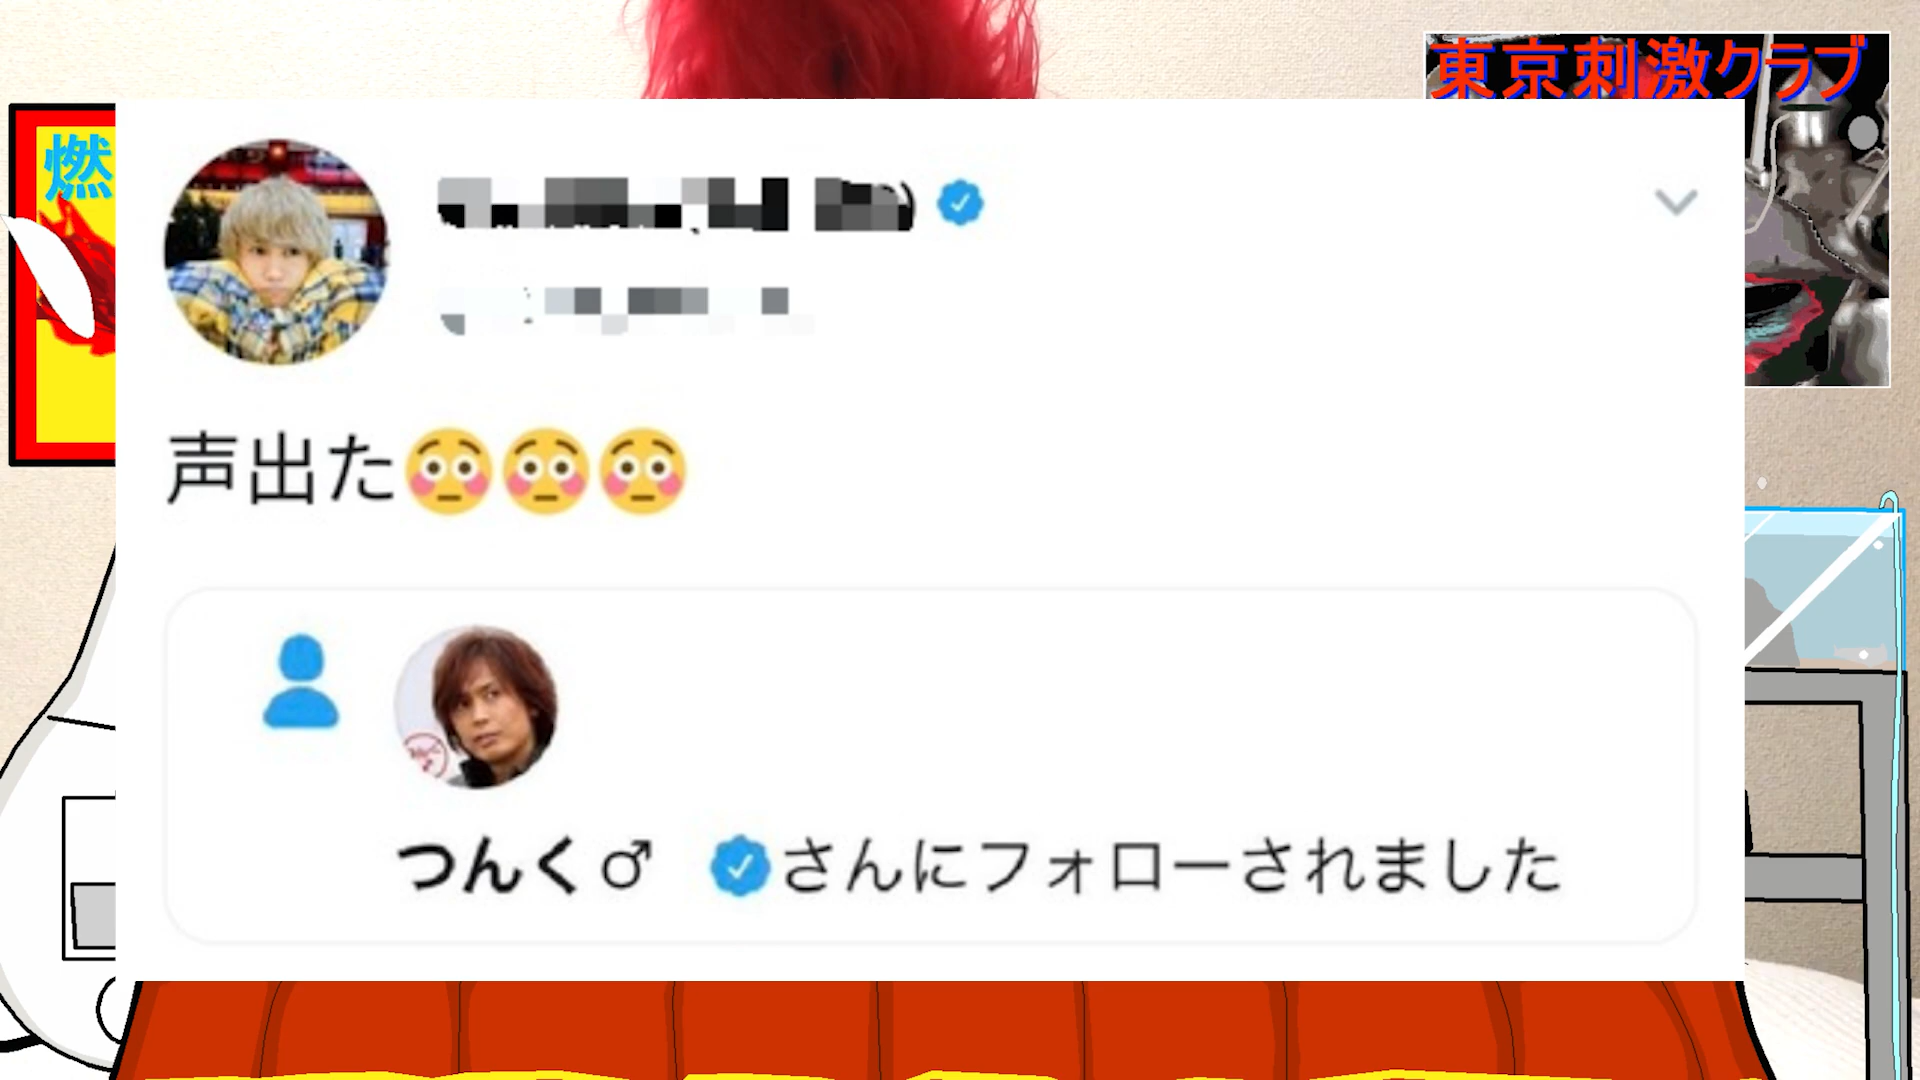 東京刺激クラブ
燃
声出た😳😳😳
つんく♂ さんにフォローされました